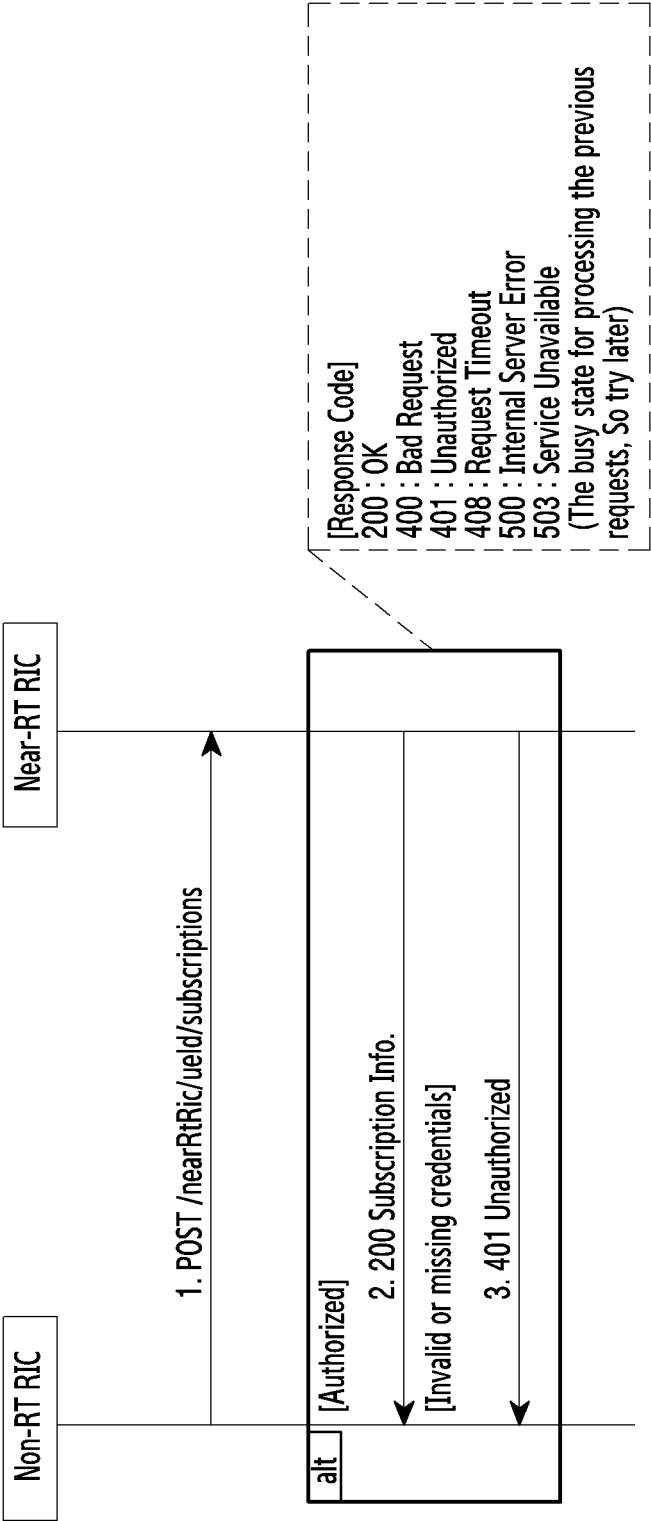 Non-RT RIC
Near-RT RIC
1. POST /nearRtRic/ueId/subscriptions
alt
[Authorized]
2. 200 Subscription Info.
[Invalid or missing credentials]
3. 401 Unauthorized
[Response Code]
200 : OK
400 : Bad Request
401 : Unauthorized
408 : Request Timeout
500 : Internal Server Error
503 : Service Unavailable
(The busy state for processing the previous
requests, So try later)